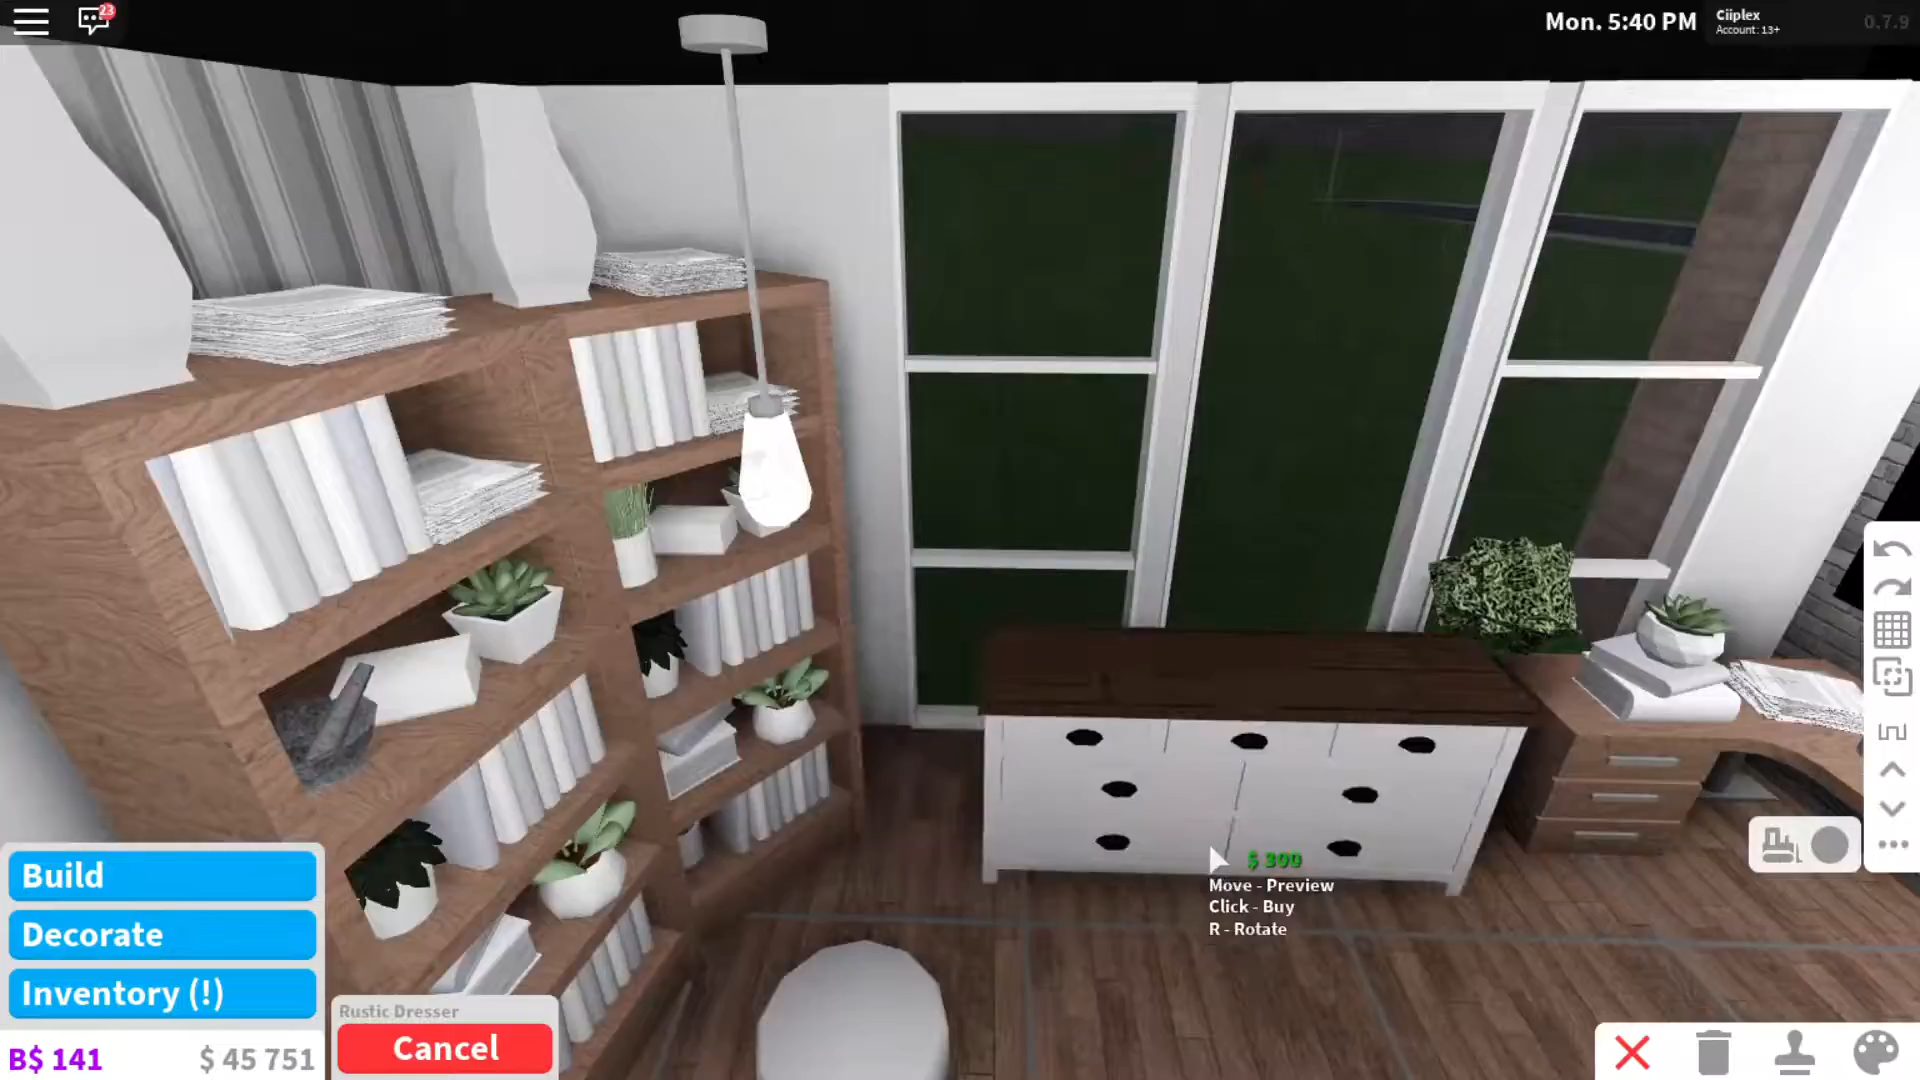 23
Mon. 5:40 PM
Ciiplex
Account: 13+
0.7.9
$ 300
Move - Preview
Click - Buy
R - Rotate
Build
Decorate
Inventory (!)
Rustic Dresser
Cancel
B$ 141
$ 45 751